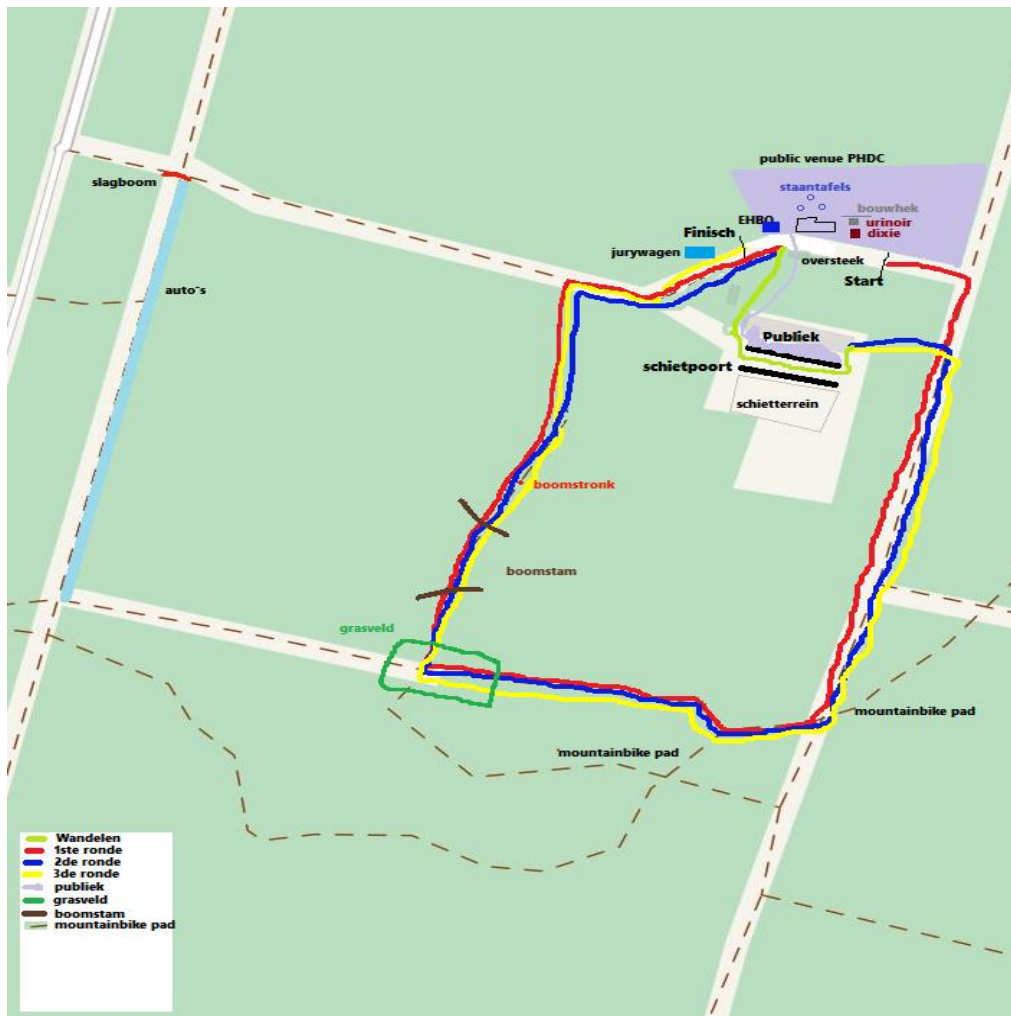 public venue PHDC
slagboom
staantafels
bouwhek
EHBO
urinoir
Finisch
dixie
jurywagen
oversteek
Start
auto's
Publiek
schietpoort
schietterrein
boomstronk
boomstam
grasveld
mountainbike pad
mountainbike pad
Wandelen
1ste ronde
2de ronde
3de ronde
publiek
grasveld
boomstam
mountainbike pad